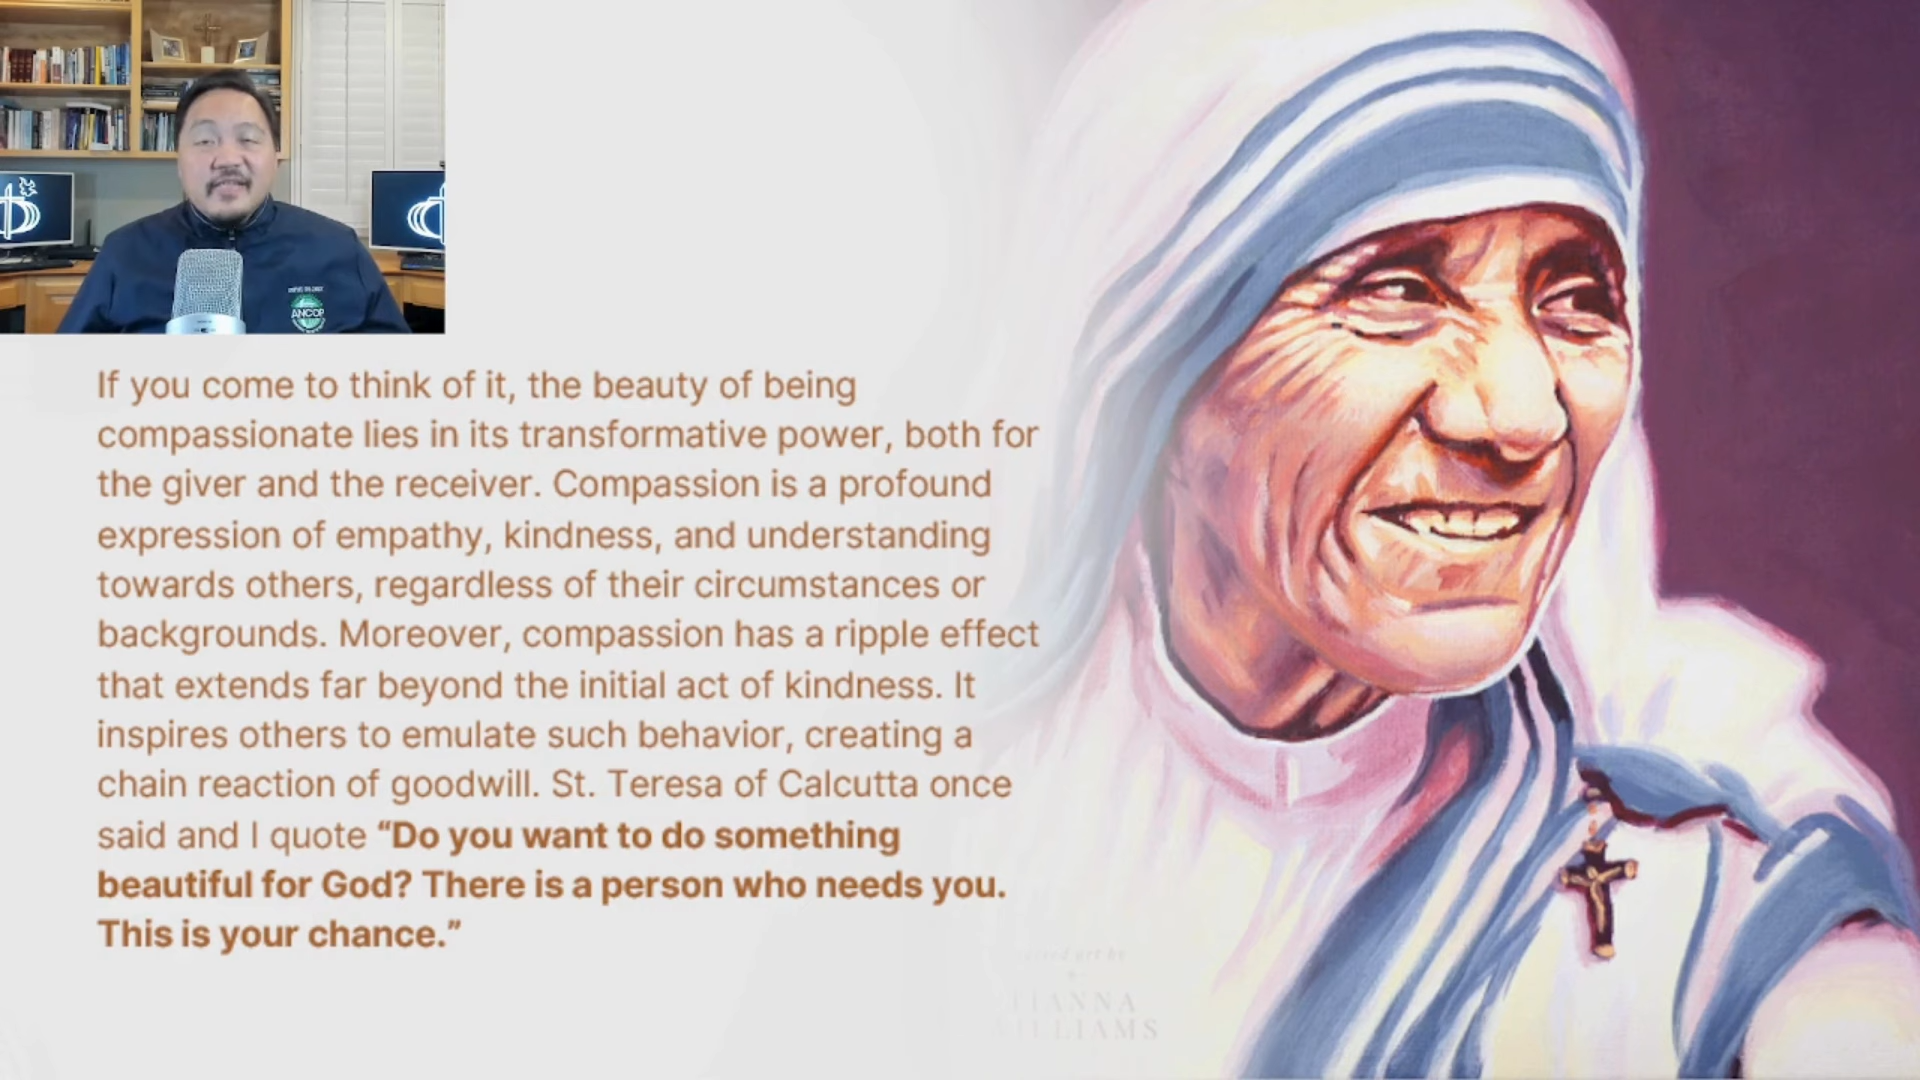 ANCOP
If you come to think of it, the beauty of being
compassionate lies in its transformative power, both for
the giver and the receiver. Compassion is a profound
expression of empathy, kindness, and understanding
towards others, regardless of their circumstances or
backgrounds. Moreover, compassion has a ripple effect
that extends far beyond the initial act of kindness. It
inspires others to emulate such behavior, creating a
chain reaction of goodwill. St. Teresa of Calcutta once
said and I quote “Do you want to do something
beautiful for God? There is a person who needs you.
This is your chance.”
art by